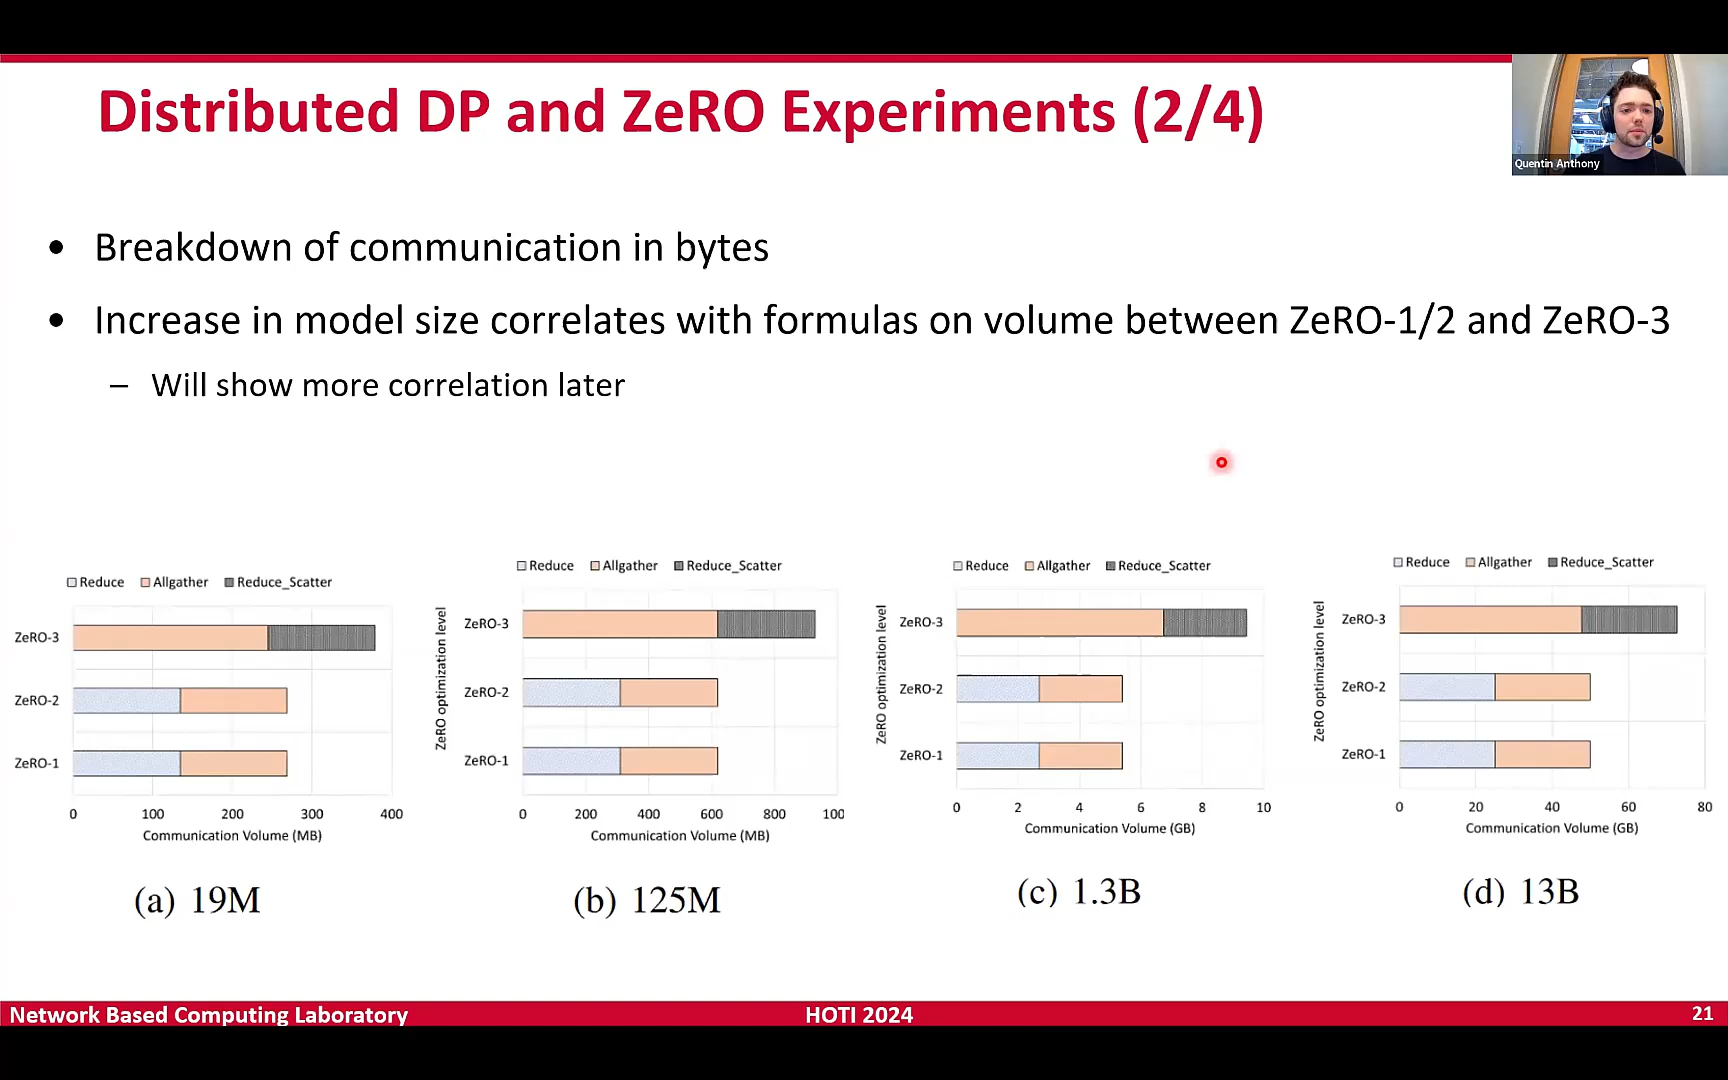 Distributed DP and ZeRO Experiments (2/4)
Quentin Anthony
• Breakdown of communication in bytes
• Increase in model size correlates with formulas on volume between ZeRO-1/2 and ZeRO-3
– Will show more correlation later
Reduce Allgather Reduce_Scatter
ZeRO-3
ZeRO-2
ZeRO-1
0 100 200 300 400
Communication Volume (MB)
(a) 19M
Reduce Allgather Reduce_Scatter
ZeRO optimization level
ZeRO-3
ZeRO-2
ZeRO-1
0 200 400 600 800 100
Communication Volume (MB)
(b) 125M
Reduce Allgather Reduce_Scatter
ZeRO optimization level
ZeRO-3
ZeRO-2
ZeRO-1
0 2 4 6 8 10
Communication Volume (GB)
(c) 1.3B
Reduce Allgather Reduce_Scatter
ZeRO optimization level
ZeRO-3
ZeRO-2
ZeRO-1
0 20 40 60 80
Communication Volume (GB)
(d) 13B
Network Based Computing Laboratory
HOTI 2024
21